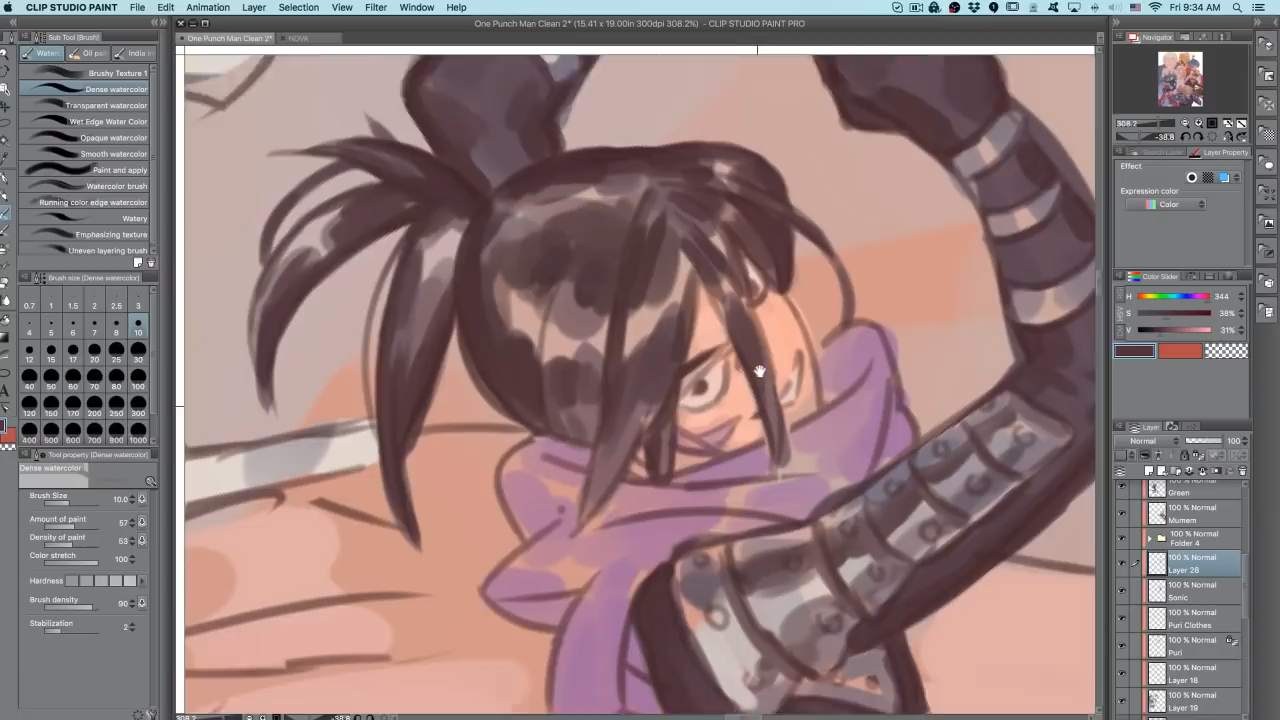 CLIP STUDIO PAINT File Edit Animation Layer Selection View Filter Window Help Fri 9:34 AM
One Punch Man Clean 2* (15.41 x 19.00in 300dpi 308.2%) - CLIP STUDIO PAINT PRO
Sub Tool [Brush]
One Punch Man Clean 2*
NOVA
Navigator
Water
Oil pai
India in
Brushy Texture 1
Dense watercolor
Transparent watercolor
Wet Edge Water Color
Opaque watercolor
Smooth watercolor
Paint and apply
Watercolor brush
Running color edge watercolor
Watery
Emphasizing texture
Uneven layering brush
Brush size [Dense watercolor]
0.7 1 1.5 2 2.5 3
4 5 6 7 8 10
12 15 17 20 25 30
40 50 60 70 80 100
120 150 170 200 250 300
400 500 600 700 800 1000
Tool property [Dense watercolor]
Dense watercolor
Brush Size 10.0
Amount of paint 57
Density of paint 53
Color stretch 100
Hardness
Brush density 90
Stabilization 2
308.2
-38.8
308.2
-38.8
Search Layer
Layer Property
Effect
Expression color
Color
Color Slider
H 344
S 38%
V 31%
Layer
Normal 100
100 % Normal
Green
100 % Normal
Mumem
100 % Normal
Folder 4
100 % Normal
Layer 28
100 % Normal
Sonic
100 % Normal
Puri Clothes
100 % Normal
Puri
100 % Normal
Layer 18
100 % Normal
Layer 19